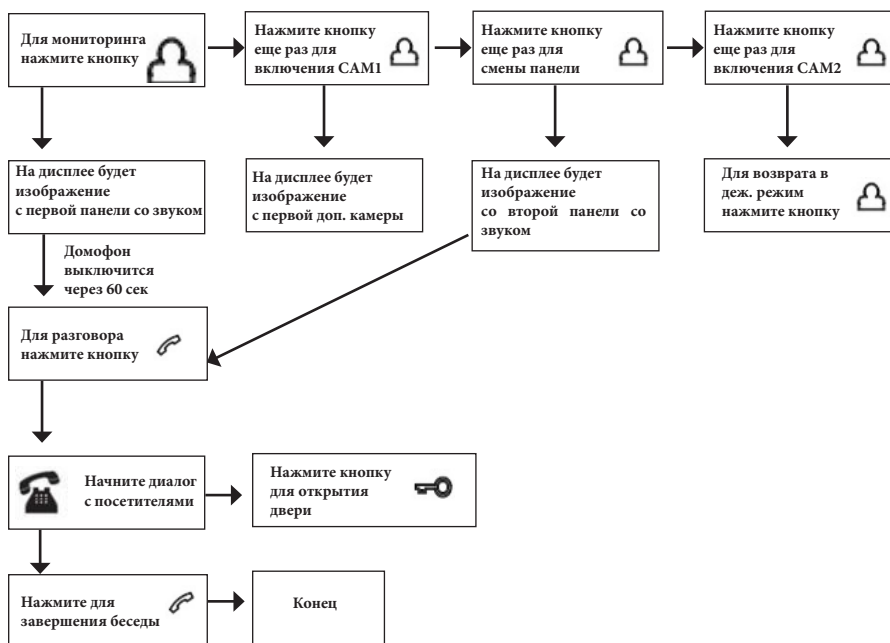 Для мониторинга
нажмите кнопку
Нажмите кнопку
еще раз для
включения CAM1
Нажмите кнопку
еще раз для
смены панели
Нажмите кнопку
еще раз для
включения CAM2
На дисплее будет
изображение
с первой панели со звуком
На дисплее будет
изображение
с первой доп. камеры
На дисплее будет
изображение
со второй панели со
звуком
Для возврата в
деж. режим
нажмите кнопку
Домофон
выключится
через 60 сек
Для разговора
нажмите кнопку
Начните диалог
с посетителями
Нажмите кнопку
для открытия
двери
Нажмите для
завершения беседы
Конец